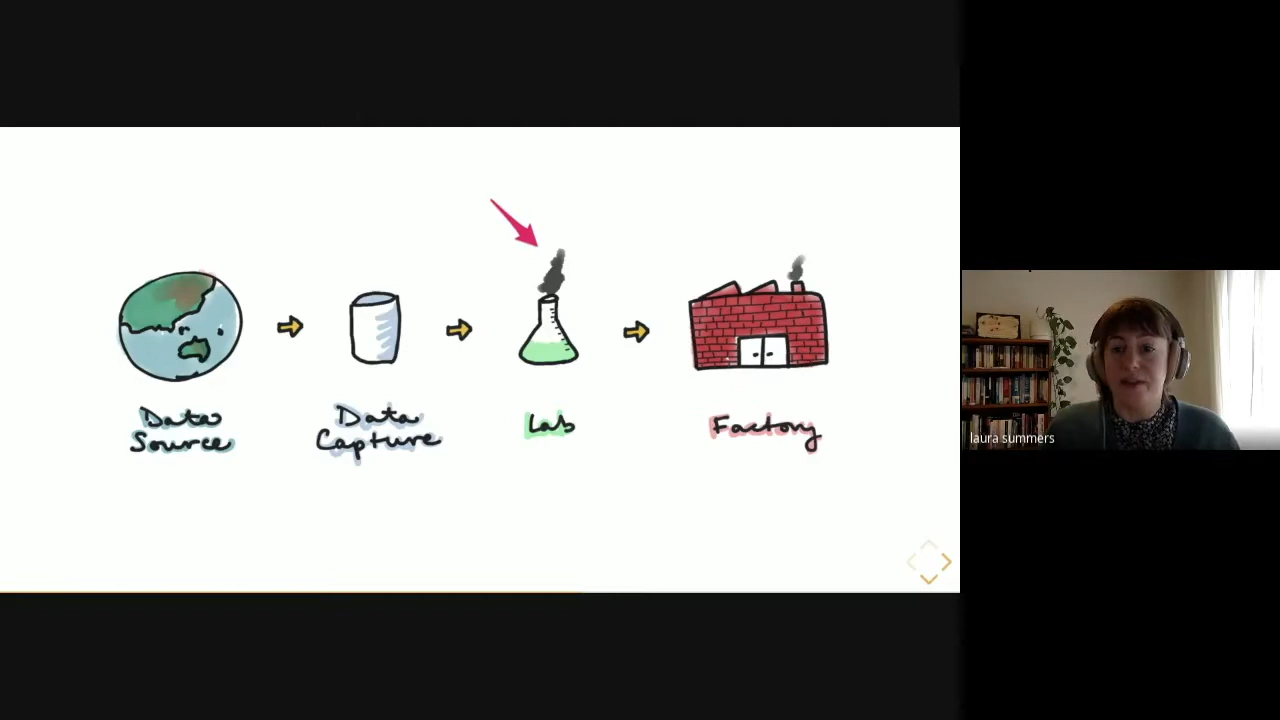 Data
Source
Data
Capture
Lab
Factory
laura summers